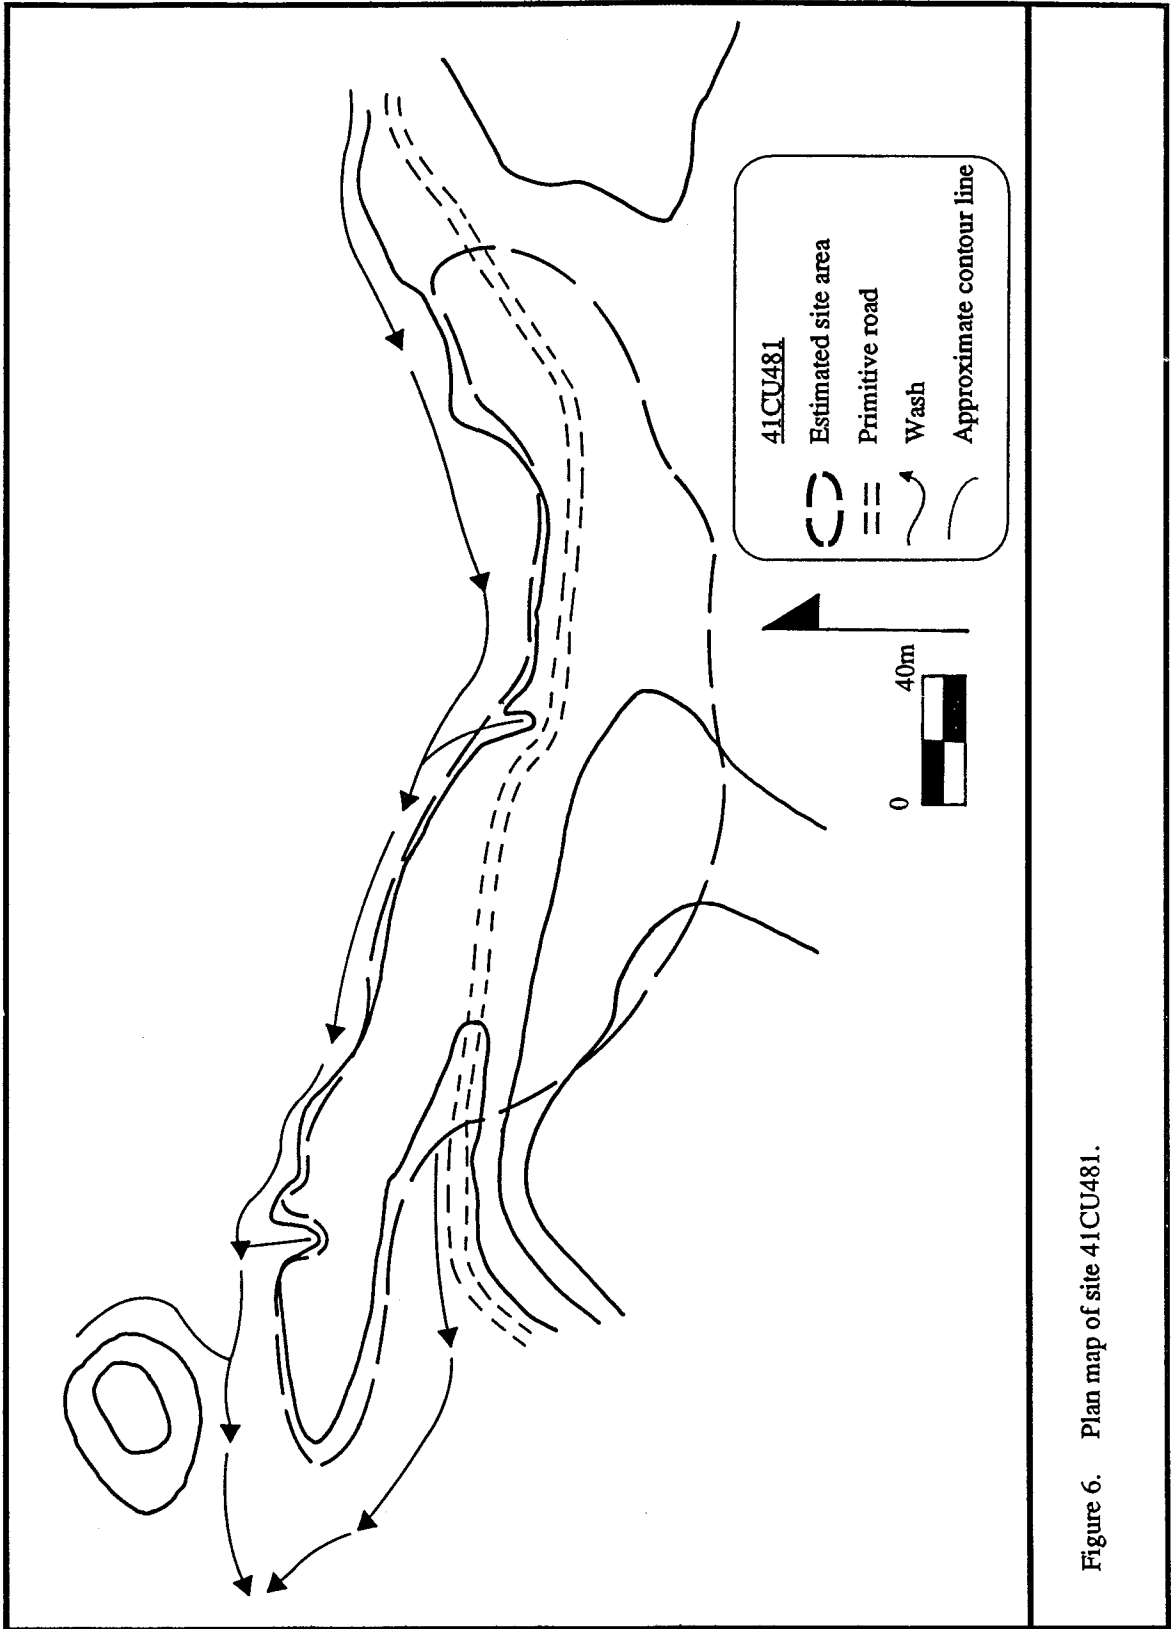 41CU481
Estimated site area
Primitive road
Wash
Approximate contour line
0 40m
Figure 6. Plan map of site 41CU481.